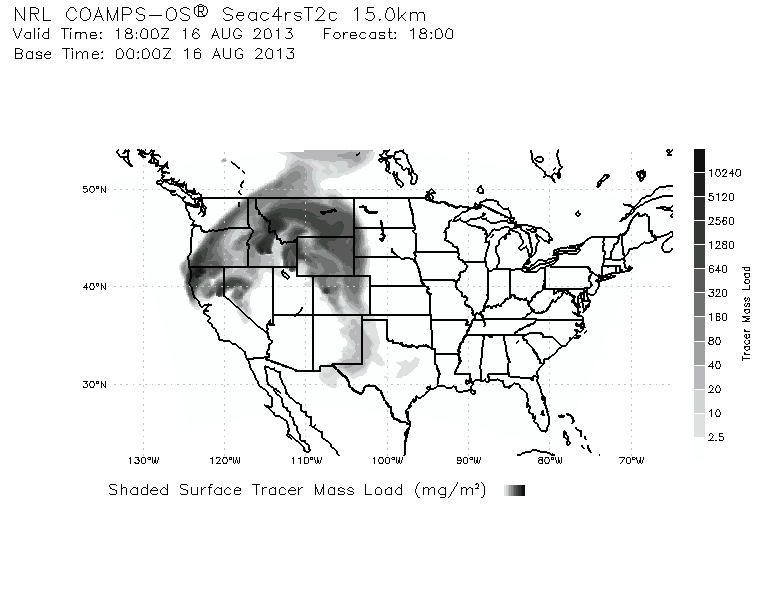 NRL COAMPS-OS® Seac4rsT2c 15.0km
Valid Time: 18:00Z 16 AUG 2013 Forecast: 18:00
Base Time: 00:00Z 16 AUG 2013
50°N
40°N
30°N
130°W 120°W 110°W 100°W 90°W 80°W 70°W
10240
5120
2560
1280
640
320
160
80
40
20
10
2.5
Tracer Mass Load
Shaded Surface Tracer Mass Load (mg/m²)